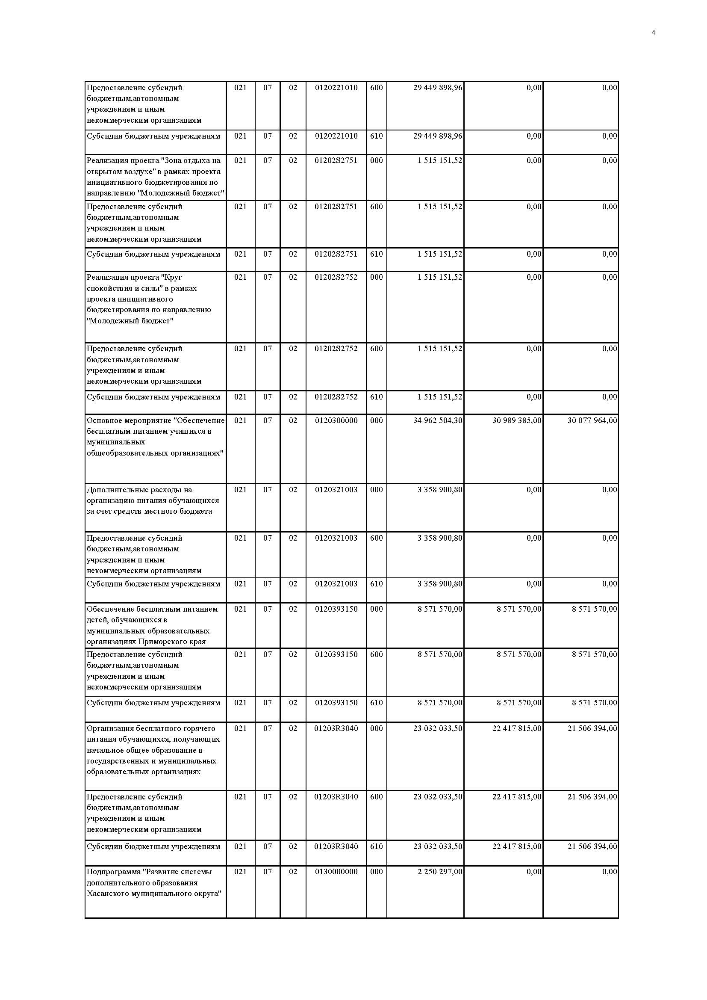 4
Предоставление субсидий 021 07 02 0120221010 600 29 449 898,96 0,00 0,00
бюджетным,автономным
учреждениям и иным
некоммерческим организациям
Субсидии бюджетным учреждениям 021 07 02 0120221010 610 29 449 898,96 0,00 0,00
Реализация проекта "Зона отдыха на 021 07 02 01202S2751 000 1 515 151,52 0,00 0,00
открытом воздухе" в рамках проекта
инициативного бюджетирования по
направлению "Молодежный бюджет"
Предоставление субсидий 021 07 02 01202S2751 600 1 515 151,52 0,00 0,00
бюджетным,автономным
учреждениям и иным
некоммерческим организациям
Субсидии бюджетным учреждениям 021 07 02 01202S2751 610 1 515 151,52 0,00 0,00
Реализация проекта "Круг 021 07 02 01202S2752 000 1 515 151,52 0,00 0,00
спокойствия и силы" в рамках
проекта инициативного
бюджетирования по направлению
"Молодежный бюджет"
Предоставление субсидий 021 07 02 01202S2752 600 1 515 151,52 0,00 0,00
бюджетным,автономным
учреждениям и иным
некоммерческим организациям
Субсидии бюджетным учреждениям 021 07 02 01202S2752 610 1 515 151,52 0,00 0,00
Основное мероприятие "Обеспечение 021 07 02 0120300000 000 34 962 504,30 30 989 385,00 30 077 964,00
бесплатным питанием учащихся в
муниципальных
общеобразовательных организациях"
Дополнительные расходы на 021 07 02 0120321003 000 3 358 900,80 0,00 0,00
организацию питания обучающихся
за счет средств местного бюджета
Предоставление субсидий 021 07 02 0120321003 600 3 358 900,80 0,00 0,00
бюджетным,автономным
учреждениям и иным
некоммерческим организациям
Субсидии бюджетным учреждениям 021 07 02 0120321003 610 3 358 900,80 0,00 0,00
Обеспечение бесплатным питанием 021 07 02 0120393150 000 8 571 570,00 8 571 570,00 8 571 570,00
детей, обучающихся в
муниципальных образовательных
организациях Приморского края
Предоставление субсидий 021 07 02 0120393150 600 8 571 570,00 8 571 570,00 8 571 570,00
бюджетным,автономным
учреждениям и иным
некоммерческим организациям
Субсидии бюджетным учреждениям 021 07 02 0120393150 610 8 571 570,00 8 571 570,00 8 571 570,00
Организация бесплатного горячего 021 07 02 01203R3040 000 23 032 033,50 22 417 815,00 21 506 394,00
питания обучающихся, получающих
начальное общее образование в
государственных и муниципальных
образовательных организациях
Предоставление субсидий 021 07 02 01203R3040 600 23 032 033,50 22 417 815,00 21 506 394,00
бюджетным,автономным
учреждениям и иным
некоммерческим организациям
Субсидии бюджетным учреждениям 021 07 02 01203R3040 610 23 032 033,50 22 417 815,00 21 506 394,00
Подпрограмма "Развитие системы 021 07 02 0130000000 000 2 250 297,00 0,00 0,00
дополнительного образования
Хасанского муниципального округа"